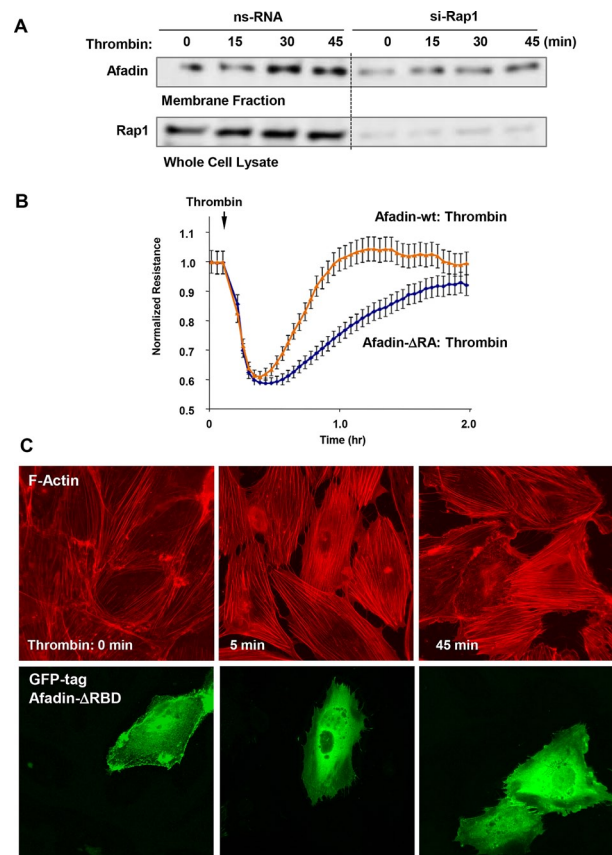 A
ns-RNA si-Rap1
Thrombin: 0 15 30 45 0 15 30 45 (min)
Afadin
Membrane Fraction
Rap1
Whole Cell Lysate
B
Thrombin
Afadin-wt: Thrombin
Afadin-ΔRA: Thrombin
Normalized Resistance
1.1
1.0
0.9
0.8
0.7
0.6
0.5
0 1.0 2.0
Time (hr)
C
F-Actin
Thrombin: 0 min 5 min 45 min
GFP-tag
Afadin-ΔRBD